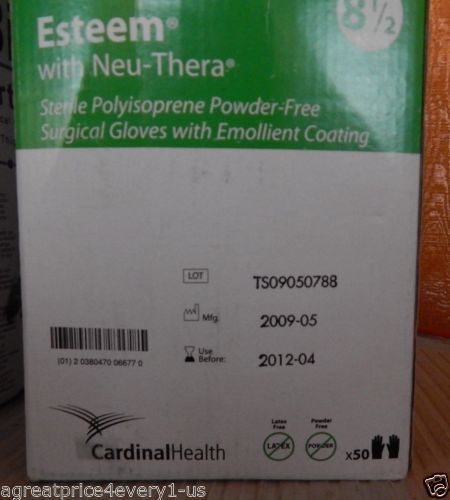 Esteem®
8½
with Neu-Thera®
Sterile Polyisoprene Powder-Free
Surgical Gloves with Emollient Coating
LOT TS09050788
Mfg. 2009-05
Use
Before: 2012-04
(01) 2 0380470 06677 0
CardinalHealth
Latex
Free
LATEX
Powder
Free
POWDER
x50
agreatprice4every1-us